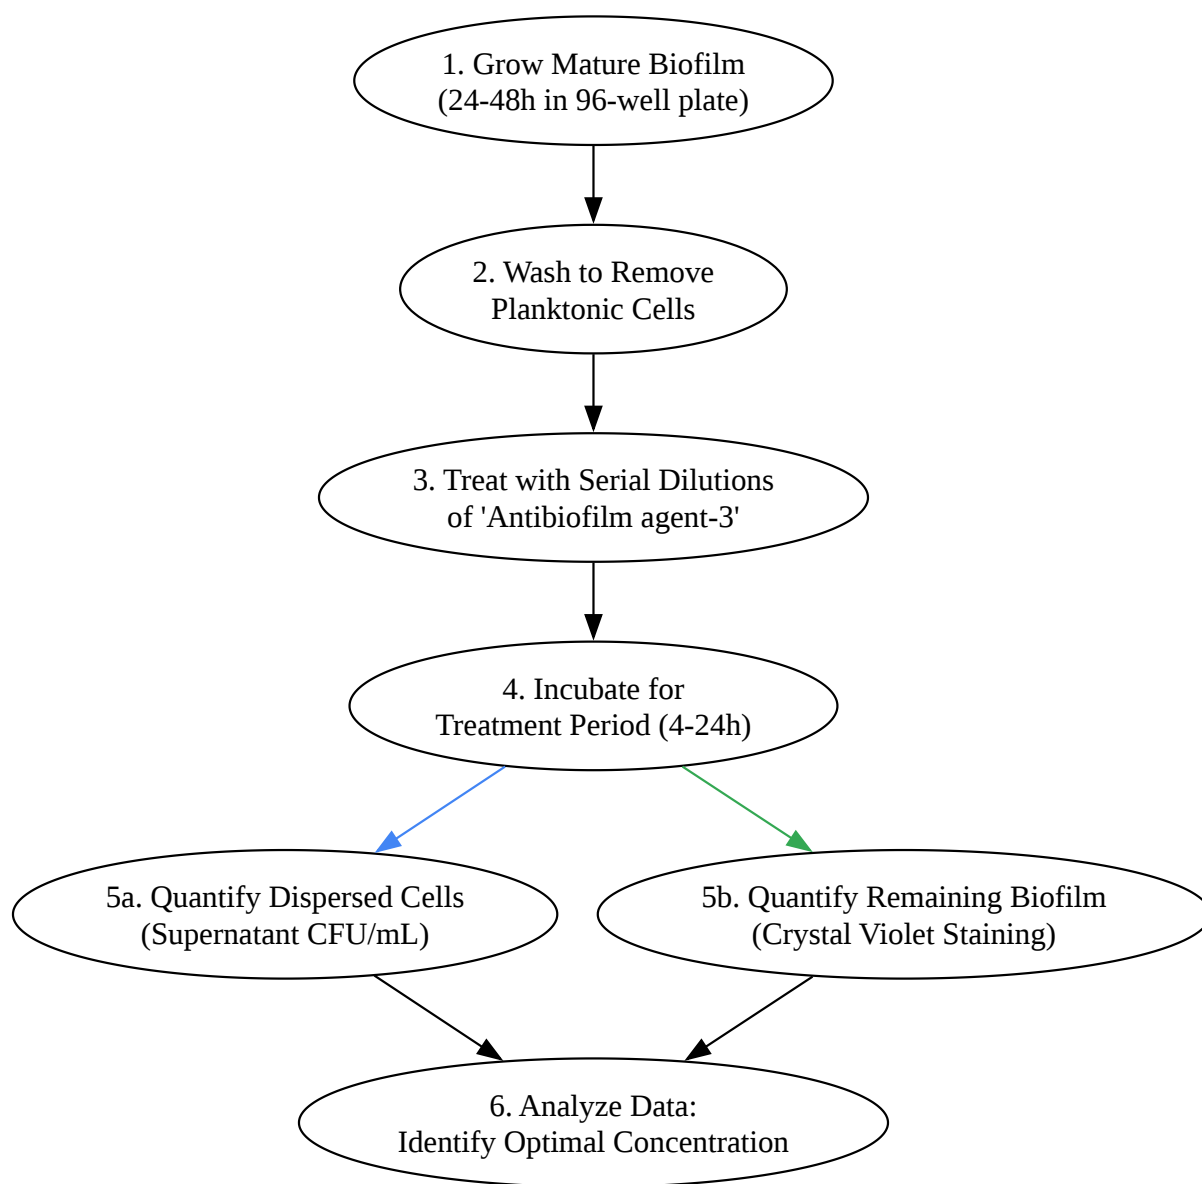 1. Grow Mature Biofilm
(24-48h in 96-well plate)
2. Wash to Remove
Planktonic Cells
3. Treat with Serial Dilutions
of 'Antibiofilm agent-3'
4. Incubate for
Treatment Period (4-24h)
5a. Quantify Dispersed Cells
(Supernatant CFU/mL)
5b. Quantify Remaining Biofilm
(Crystal Violet Staining)
6. Analyze Data:
Identify Optimal Concentration